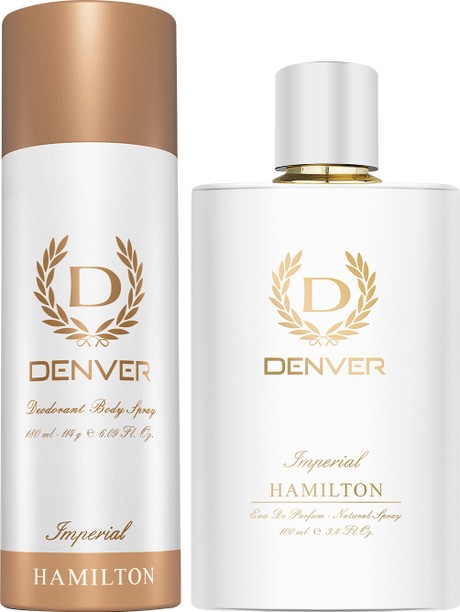 D
DENVER
Deodorant Body Spray
180 ml - 114 g e 6.09 Fl. Oz.
Imperial
HAMILTON
D
DENVER
Imperial
HAMILTON
Eau De Parfum - Natural Spray
100 ml e 3.4 Fl. Oz.